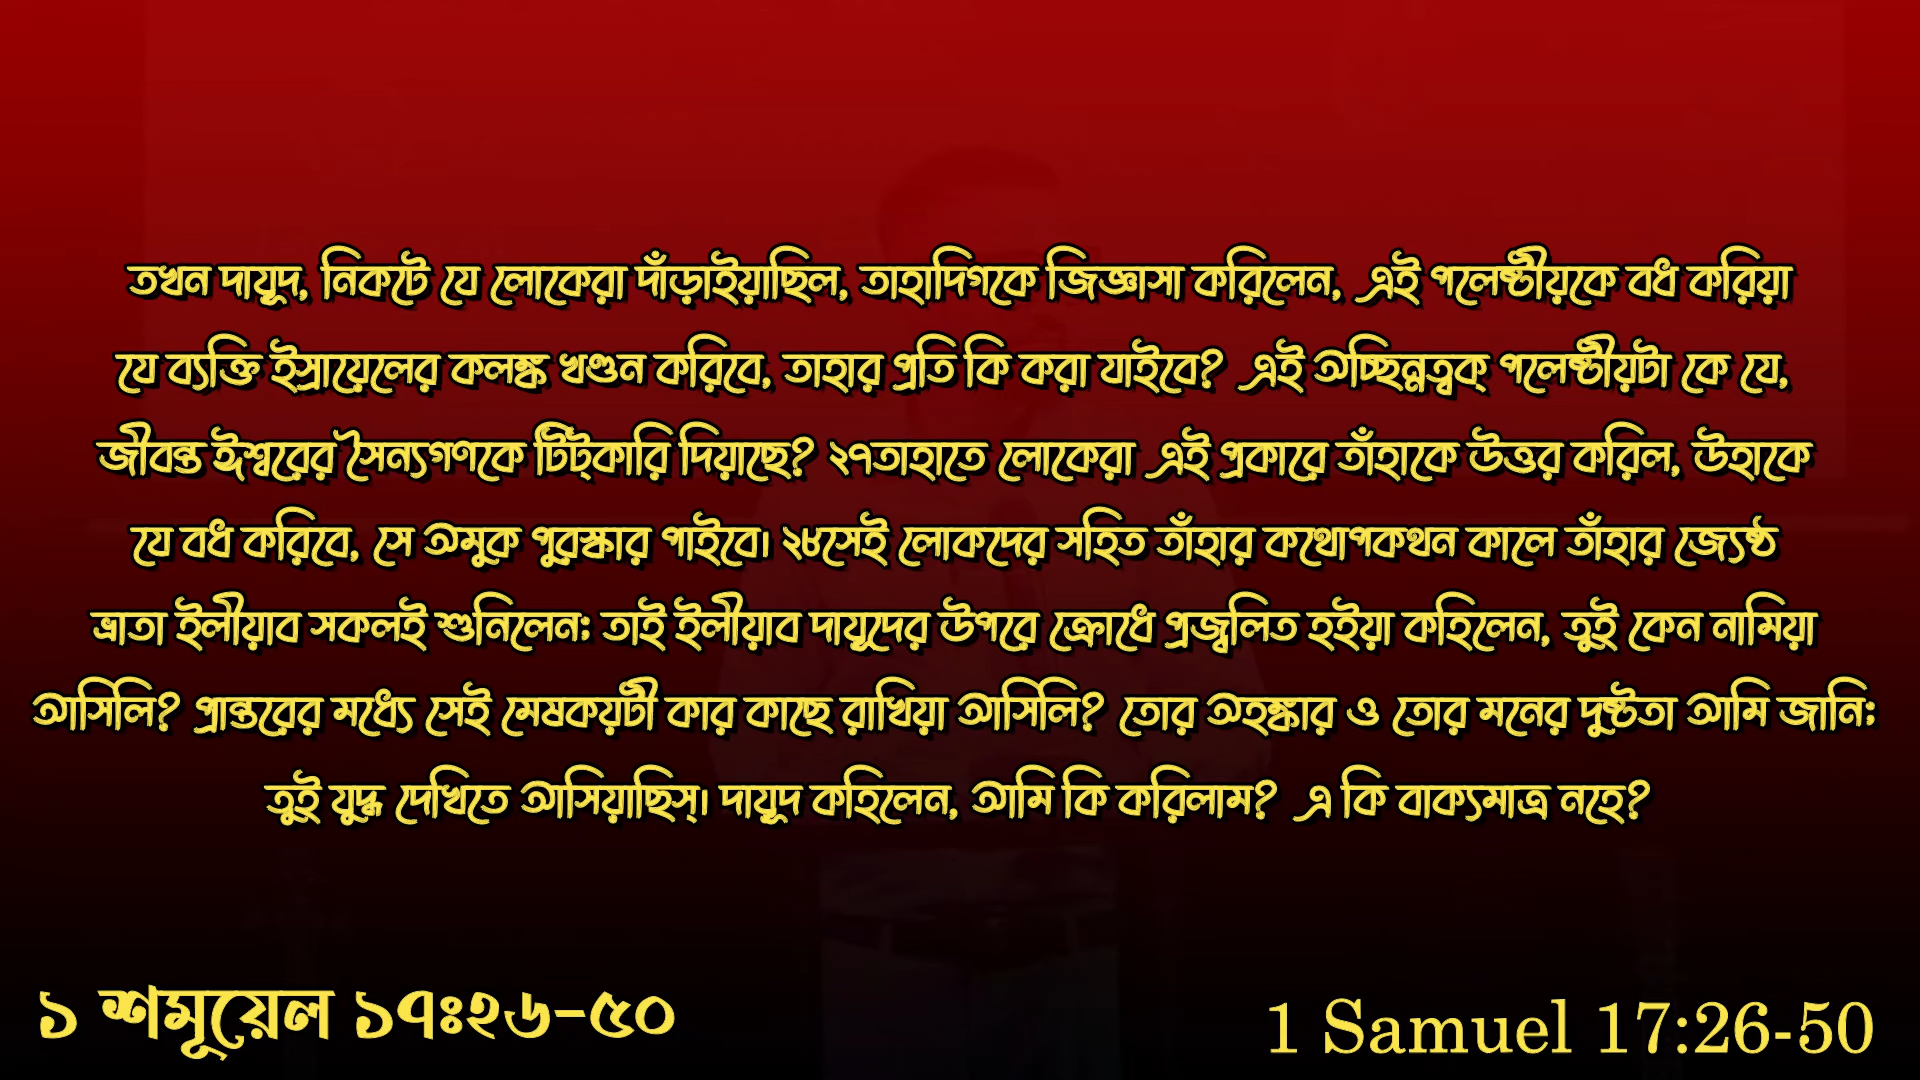 তখন দায়ূদ, নিকটে যে লোকেরা দাঁড়াইয়াছিল, তাহাদিগকে জিজ্ঞাসা করিলেন, এই পলেষ্টীয়কে বধ করিয়া
যে ব্যক্তি ইস্রায়েলের কলঙ্ক খণ্ডন করিবে, তাহার প্রতি কি করা যাইবে? এই অচ্ছিন্নত্বক্ পলেষ্টীয়টা কে যে,
জীবন্ত ঈশ্বরের সৈন্যগণকে টিট্‌কারি দিয়াছে? ২৭তাহাতে লোকেরা এই প্রকারে তাঁহাকে উত্তর করিল, উহাকে
যে বধ করিবে, সে অমুক পুরস্কার পাইবে। ২৮সেই লোকদের সহিত তাঁহার কথোপকথন কালে তাঁহার জ্যেষ্ঠ
ভ্রাতা ইলীয়াব সকলই শুনিলেন; তাই ইলীয়াব দায়ূদের উপরে ক্রোধে প্রজ্বলিত হইয়া কহিলেন, তুই কেন নামিয়া
আসিলি? প্রান্তরের মধ্যে সেই মেষকয়টী কার কাছে রাখিয়া আসিলি? তোর অহঙ্কার ও তোর মনের দুষ্টতা আমি জানি;
তুই যুদ্ধ দেখিতে আসিয়াছিস্। দায়ূদ কহিলেন, আমি কি করিলাম? এ কি বাক্যমাত্র নহে?
১ শমূয়েল ১৭ঃ২৬-৫০
1 Samuel 17:26-50